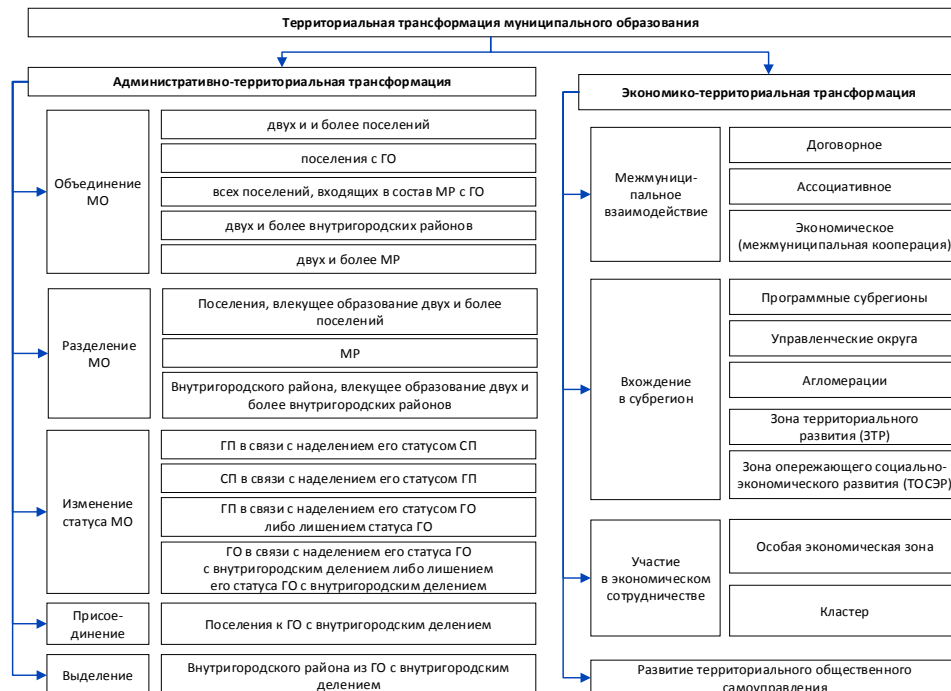 Территориальная трансформация муниципального образования
Административно-территориальная трансформация
Объединение
МО
двух и и более поселений
поселения с ГО
всех поселений, входящих в состав МР с ГО
двух и более внутригородских районов
двух и более МР
Разделение
МО
Поселения, влекущее образование двух и более
поселений
МР
Внутригородского района, влекущее образование двух и
более внутригородских районов
Изменение
статуса МО
ГП в связи с наделением его статусом СП
СП в связи с наделением его статусом ГП
ГП в связи с наделением его статусом ГО
либо лишением статуса ГО
ГО в связи с наделением его статуса ГО
с внутригородским делением либо лишением
его статуса ГО с внутригородским делением
Присое-
динение
Поселения к ГО с внутригородским делением
Выделение
Внутригородского района из ГО с внутригородским
делением
Экономико-территориальная трансформация
Межмуници-
пальное
взаимодействие
Договорное
Ассоциативное
Экономическое
(межмуниципальная кооперация)
Вхождение
в субрегион
Программные субрегионы
Управленческие округа
Агломерации
Зона территориального
развития (ЗТР)
Зона опережающего социально-
экономического развития (ТОСЭР)
Участие
в экономическом
сотрудничестве
Особая экономическая зона
Кластер
Развитие территориального общественного
самоуправления